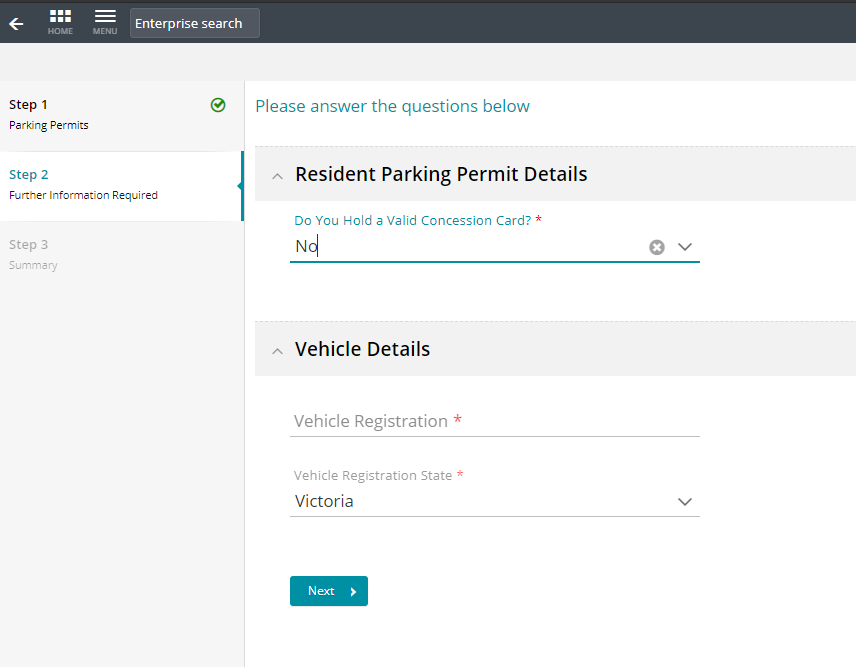 HOME
MENU
Enterprise search
Step 1
Parking Permits
Step 2
Further Information Required
Step 3
Summary
Please answer the questions below
Resident Parking Permit Details
Do You Hold a Valid Concession Card? *
No
Vehicle Details
Vehicle Registration *
Vehicle Registration State *
Victoria
Next